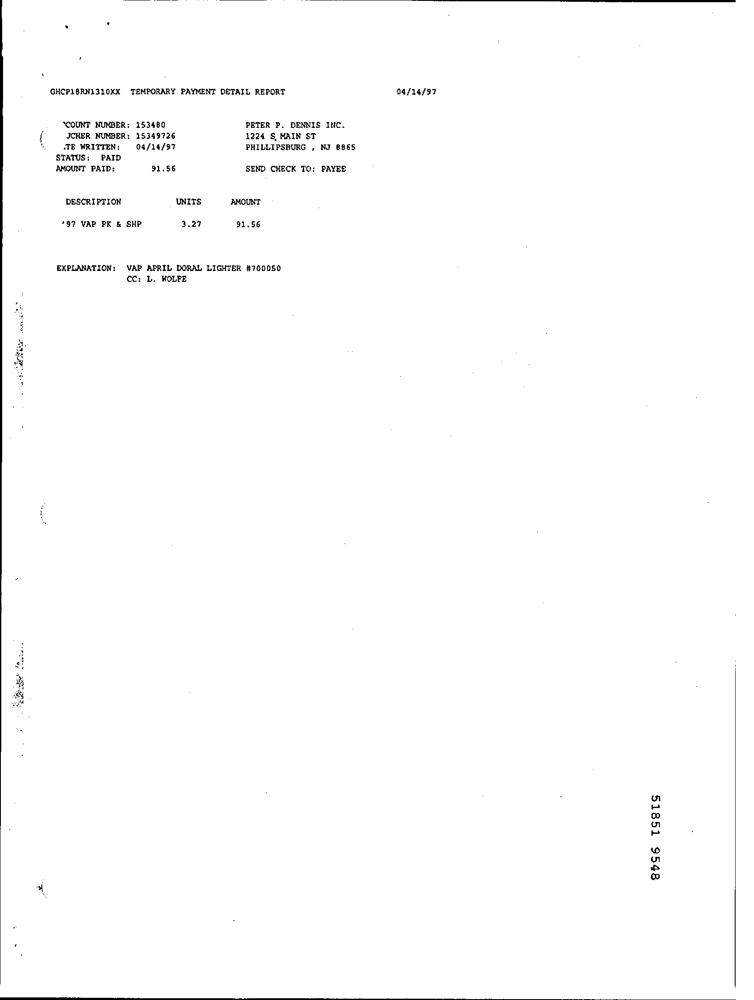 GHCP18RN1310XX TEMPORARY PAYMENT DETAIL REPORT 04/14/97
COUNT NUMBER: 153480 PETER P. DENNIS INC.
JCHER NUMBER: 15349726 1224 S. MAIN ST
.TE WRITTEN: 04/14/97 PHILLIPSBURG , NJ 8865
STATUS: PAID
AMOUNT PAID: 91.56 SEND CHECK TO: PAYEE
DESCRIPTION UNITS AMOUNT
'97 VAP PK & SHP 3.27 91.56
EXPLANATION: VAP APRIL DORAL LIGHTER #700050
CC: L. WOLFE
51851 9548